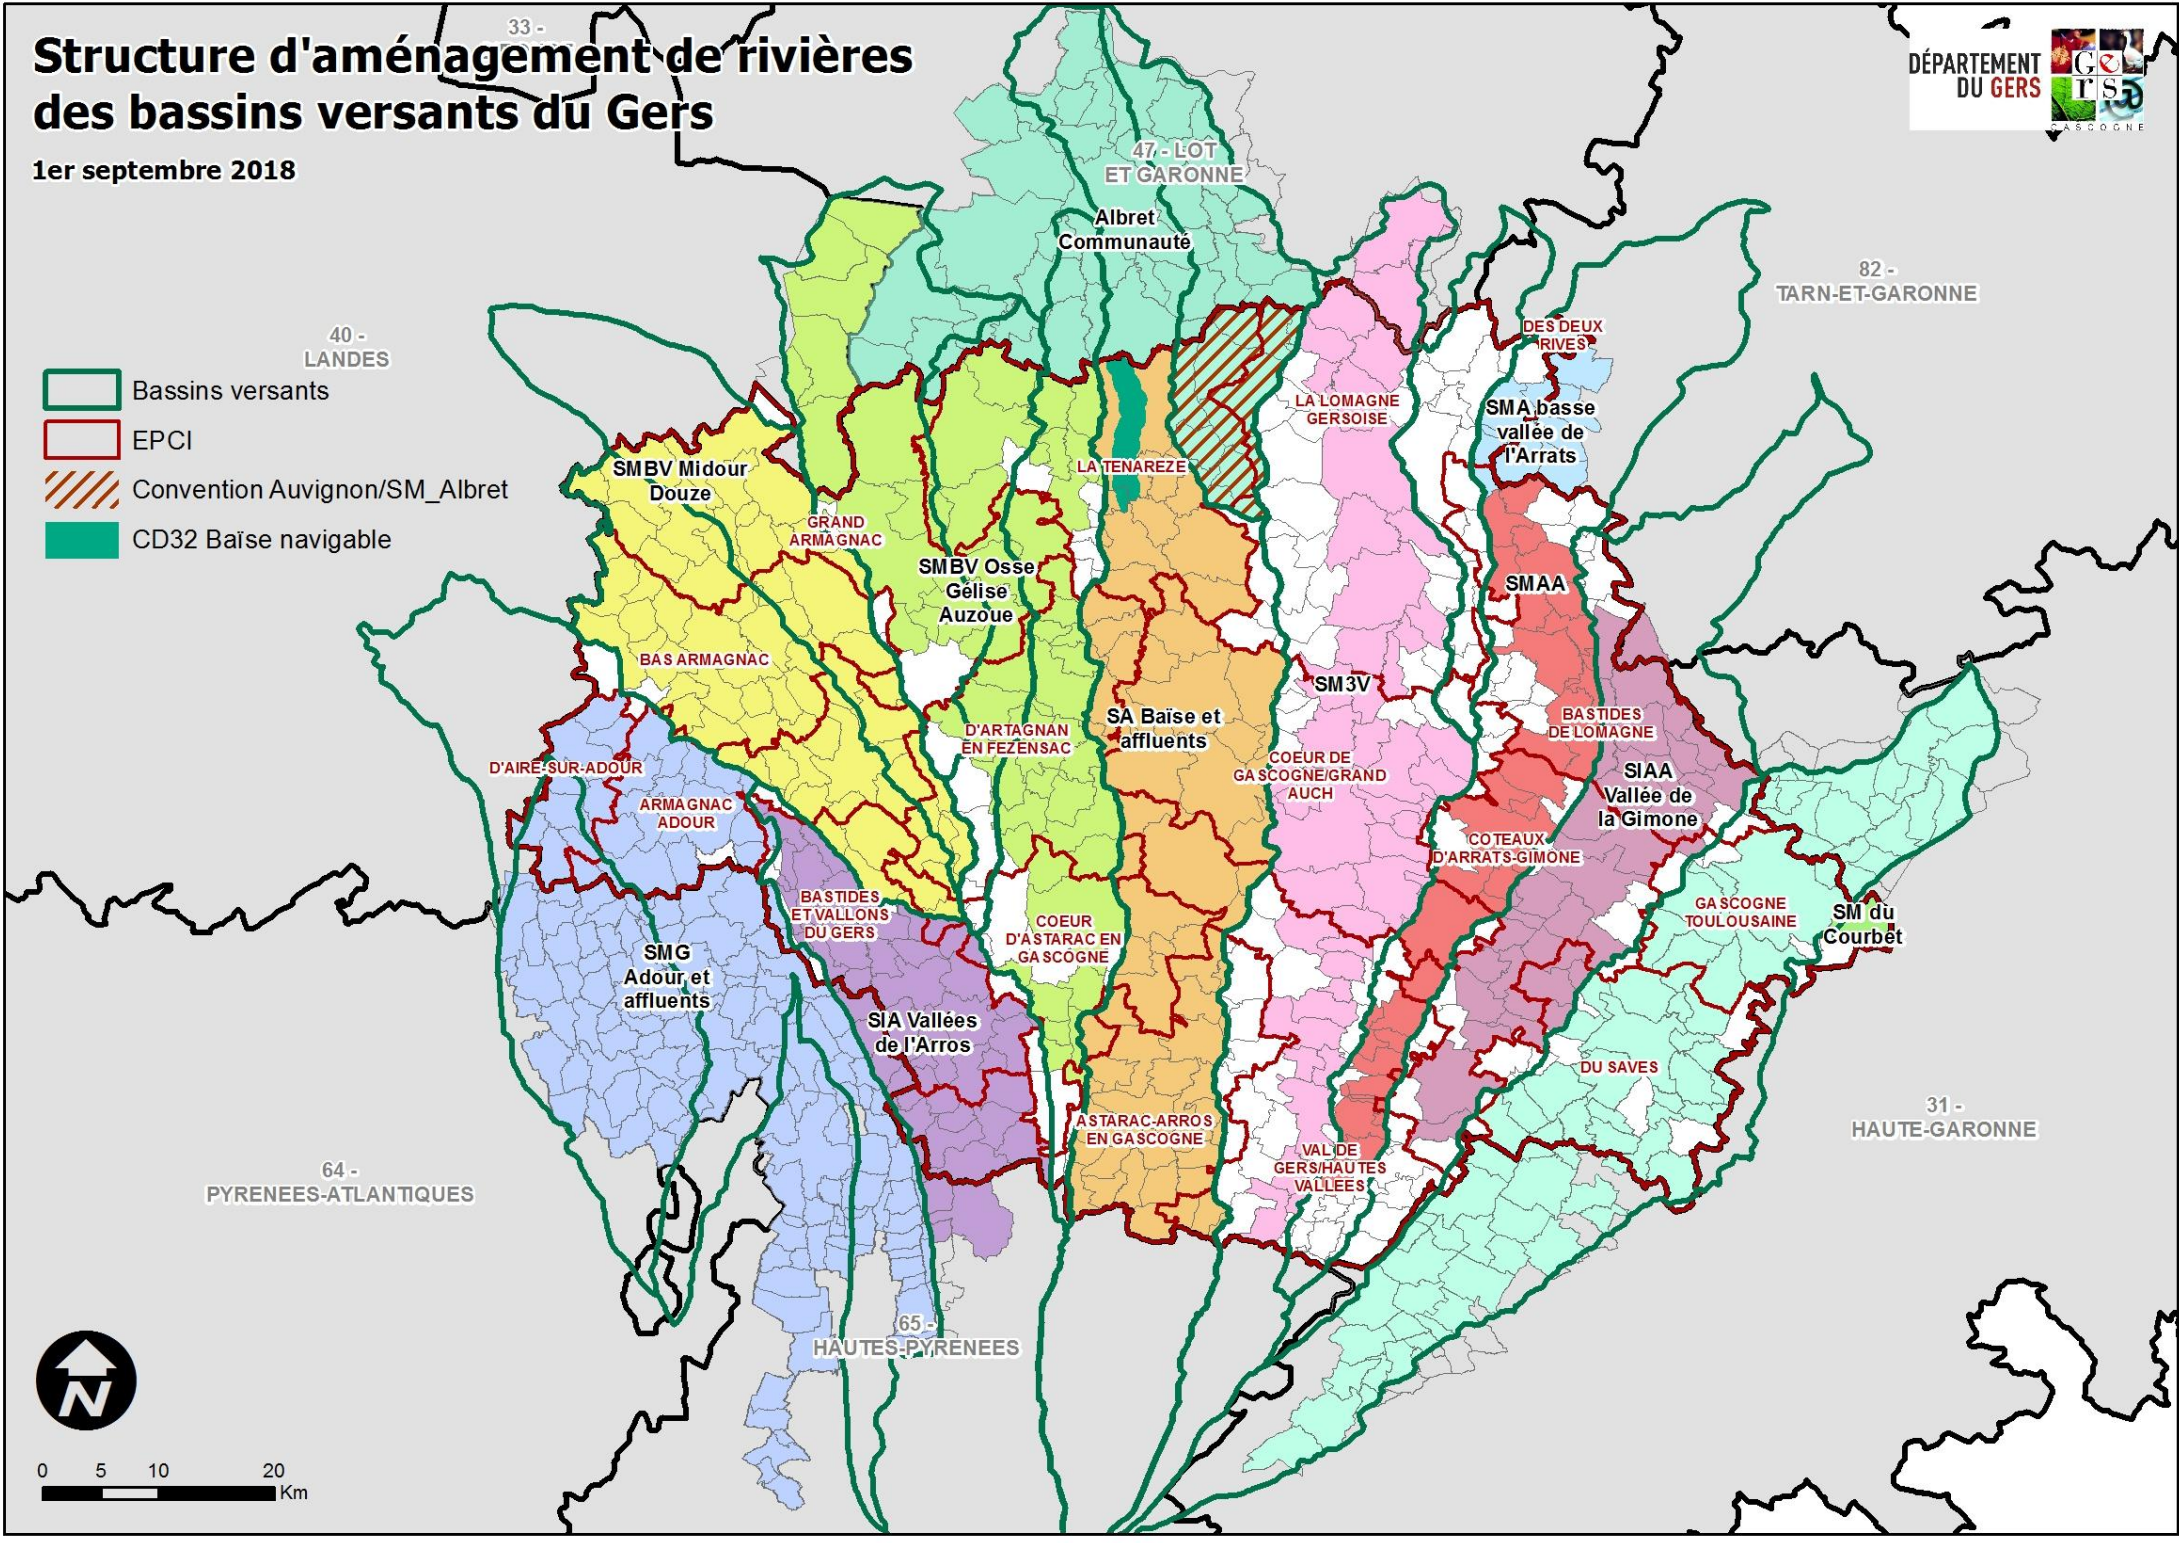 Structure d'aménagement de rivières
des bassins versants du Gers
1er septembre 2018
DÉPARTEMENT
DU GERS
Ge
rs
GASCOGNE
33 -
47 - LOT
ET GARONNE
Albret
Communauté
82 -
TARN-ET-GARONNE
40 -
LANDES
Bassins versants
EPCI
Convention Auvignon/SM_Albret
CD32 Baïse navigable
DES DEUX
RIVES
LA LOMAGNE
GERSOISE
SMA basse
vallée de
l'Arrats
SMBV Midour
Douze
LA TENAREZE
GRAND
ARMAGNAC
SMBV Osse
Gélise
Auzoue
SMAA
BAS ARMAGNAC
SM3V
SA Baïse et
affluents
D'ARTAGNAN
EN FEZENSAC
BASTIDES
DE LOMAGNE
D'AIRE-SUR-ADOUR
COEUR DE
GASCOGNE/GRAND
AUCH
SIAA
Vallée de
la Gimone
ARMAGNAC
ADOUR
COTEAUX
D'ARRATS-GIMONE
BASTIDES
ET VALLONS
DU GERS
COEUR
D'ASTARAC EN
GASCOGNE
GASCOGNE
TOULOUSAINE
SM du
Courbet
SMG
Adour et
affluents
SIA Vallées
de l'Arros
DU SAVES
ASTARAC-ARROS
EN GASCOGNE
VAL DE
GERS/HAUTES
VALLEES
31 -
HAUTE-GARONNE
64 -
PYRENEES-ATLANTIQUES
65 -
HAUTES-PYRENEES
N
0 5 10 20
Km